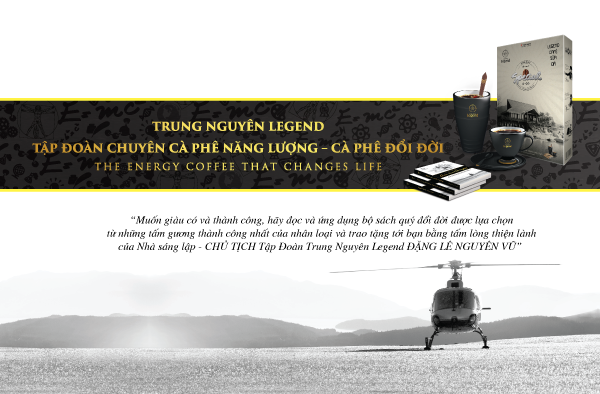 TRUNG NGUYÊN LEGEND
TẬP ĐOÀN CHUYÊN CÀ PHÊ NĂNG LƯỢNG – CÀ PHÊ ĐỔI ĐỜI
THE ENERGY COFFEE THAT CHANGES LIFE
“Muốn giàu có và thành công, hãy đọc và ứng dụng bộ sách quý đổi đời được lựa chọn
từ những tấm gương thành công nhất của nhân loại và trao tặng tới bạn bằng tấm lòng thiện lành
của Nhà sáng lập - CHỦ TỊCH Tập Đoàn Trung Nguyên Legend ĐẶNG LÊ NGUYÊN VŨ”